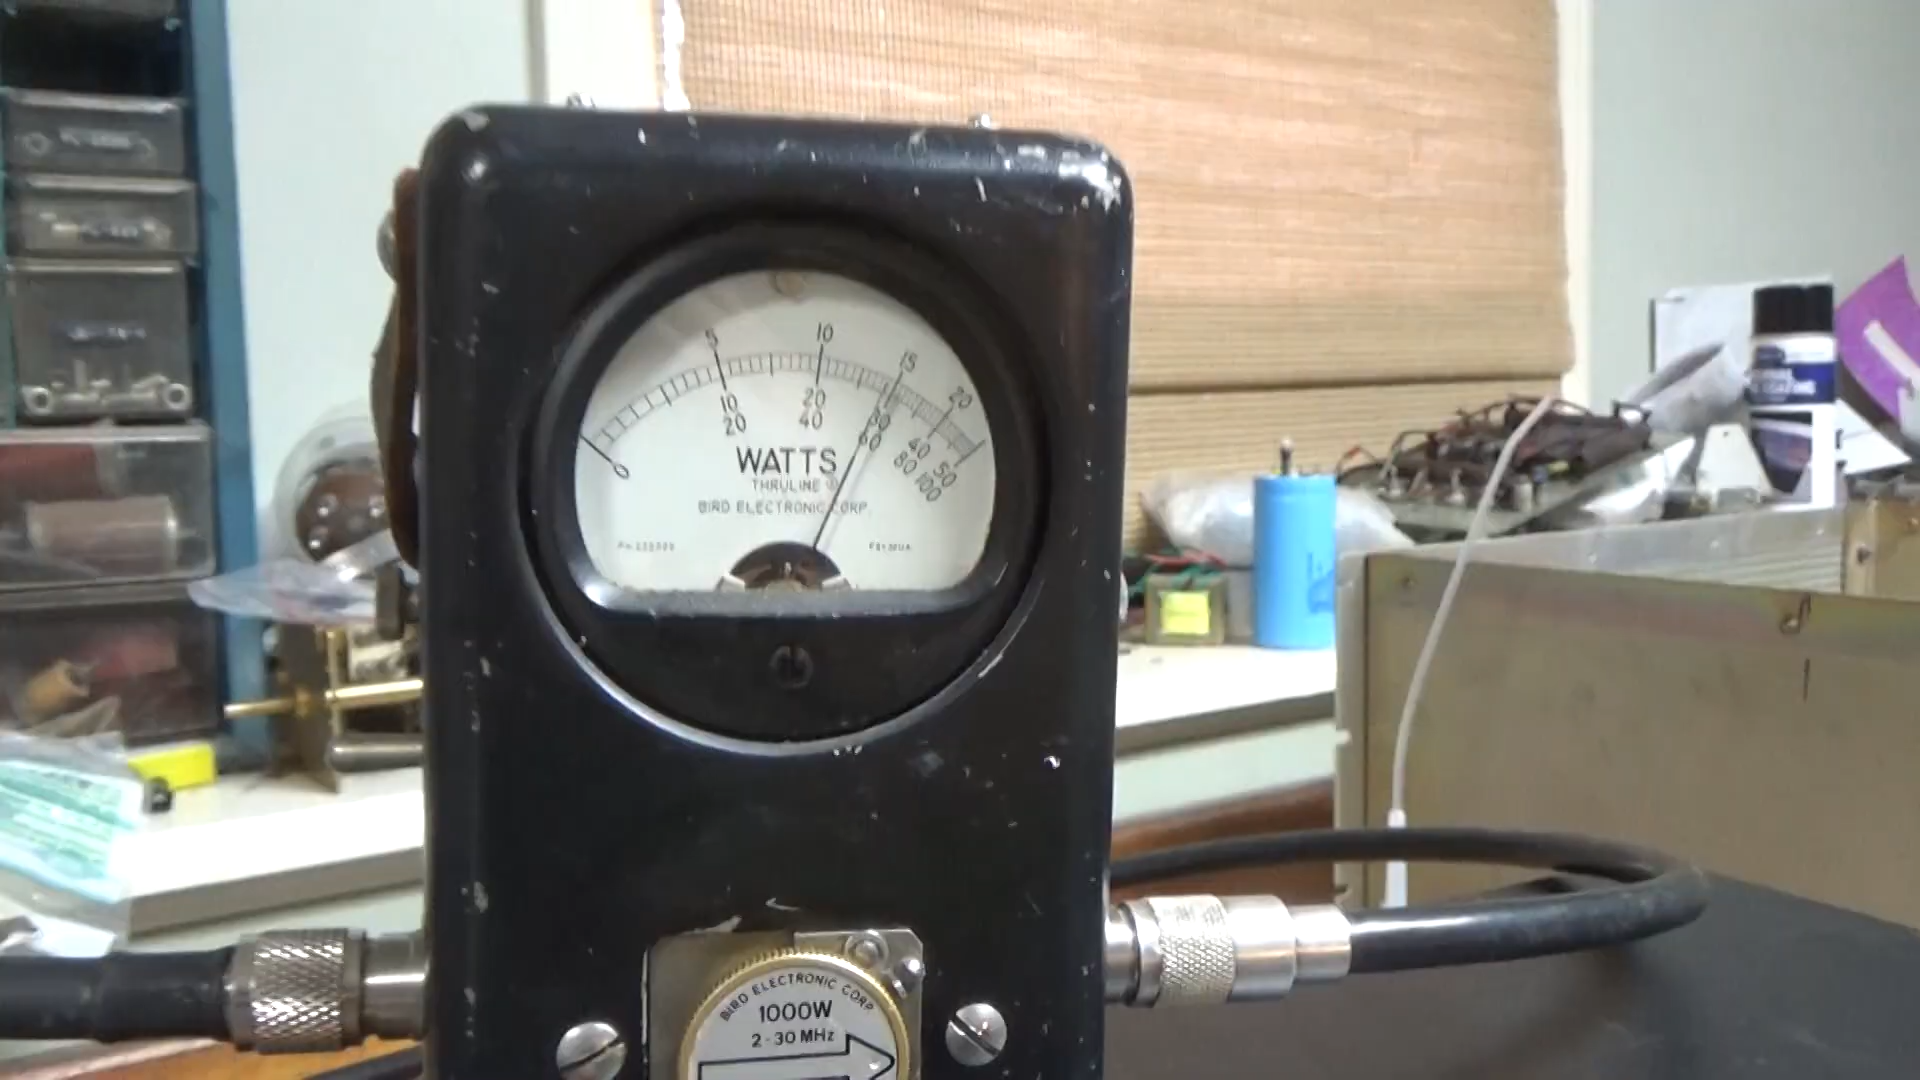 5 10 15 20
10 20 30 40 50
20 40 60 80 100
0
WATTS
THRULINE ®
BIRD ELECTRONIC CORP.
BIRD ELECTRONIC CORP
1000W
2-30 MHz